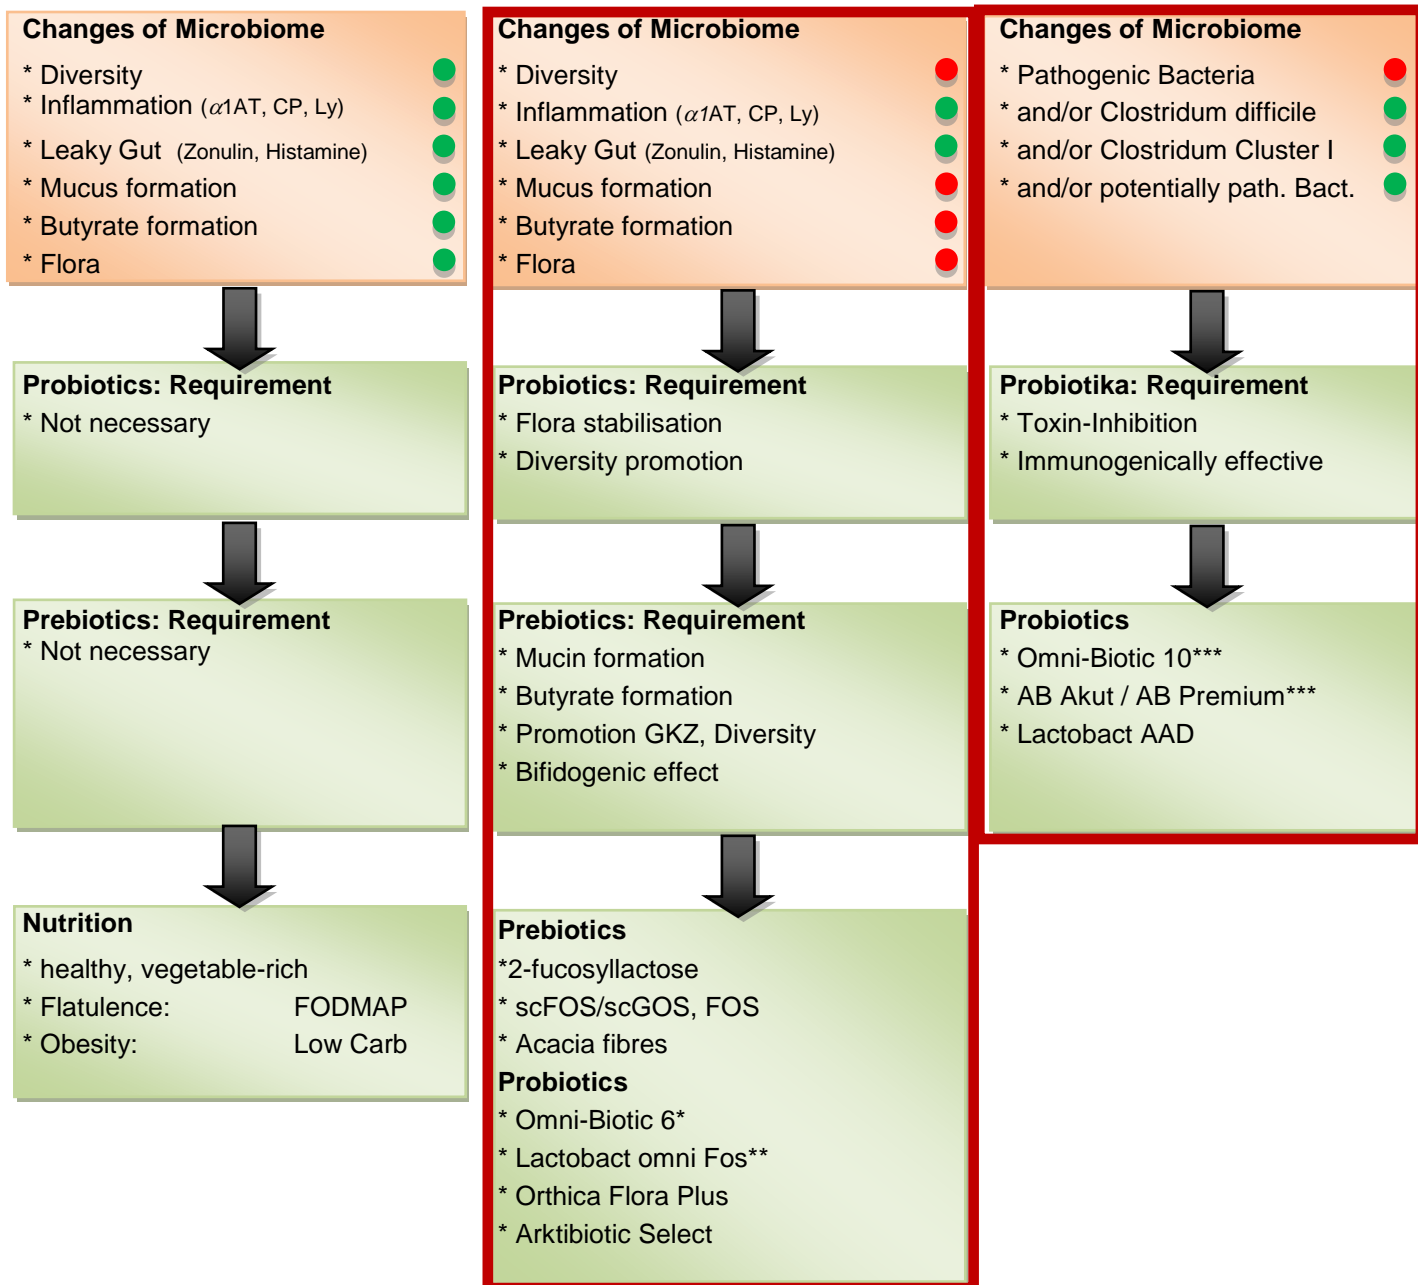 Changes of Microbiome
* Diversity
* Inflammation (α1AT, CP, Ly)
* Leaky Gut (Zonulin, Histamine)
* Mucus formation
* Butyrate formation
* Flora
Probiotics: Requirement
* Not necessary
Prebiotics: Requirement
* Not necessary
Nutrition
* healthy, vegetable-rich
* Flatulence: FODMAP
* Obesity: Low Carb
Changes of Microbiome
* Diversity
* Inflammation (α1AT, CP, Ly)
* Leaky Gut (Zonulin, Histamine)
* Mucus formation
* Butyrate formation
* Flora
Probiotics: Requirement
* Flora stabilisation
* Diversity promotion
Prebiotics: Requirement
* Mucin formation
* Butyrate formation
* Promotion GKZ, Diversity
* Bifidogenic effect
Prebiotics
*2-fucosyllactose
* scFOS/scGOS, FOS
* Acacia fibres
Probiotics
* Omni-Biotic 6*
* Lactobact omni Fos**
* Orthica Flora Plus
* Arktibiotic Select
Changes of Microbiome
* Pathogenic Bacteria
* and/or Clostridum difficile
* and/or Clostridum Cluster I
* and/or potentially path. Bact.
Probiotika: Requirement
* Toxin-Inhibition
* Immunogenically effective
Probiotics
* Omni-Biotic 10***
* AB Akut / AB Premium***
* Lactobact AAD